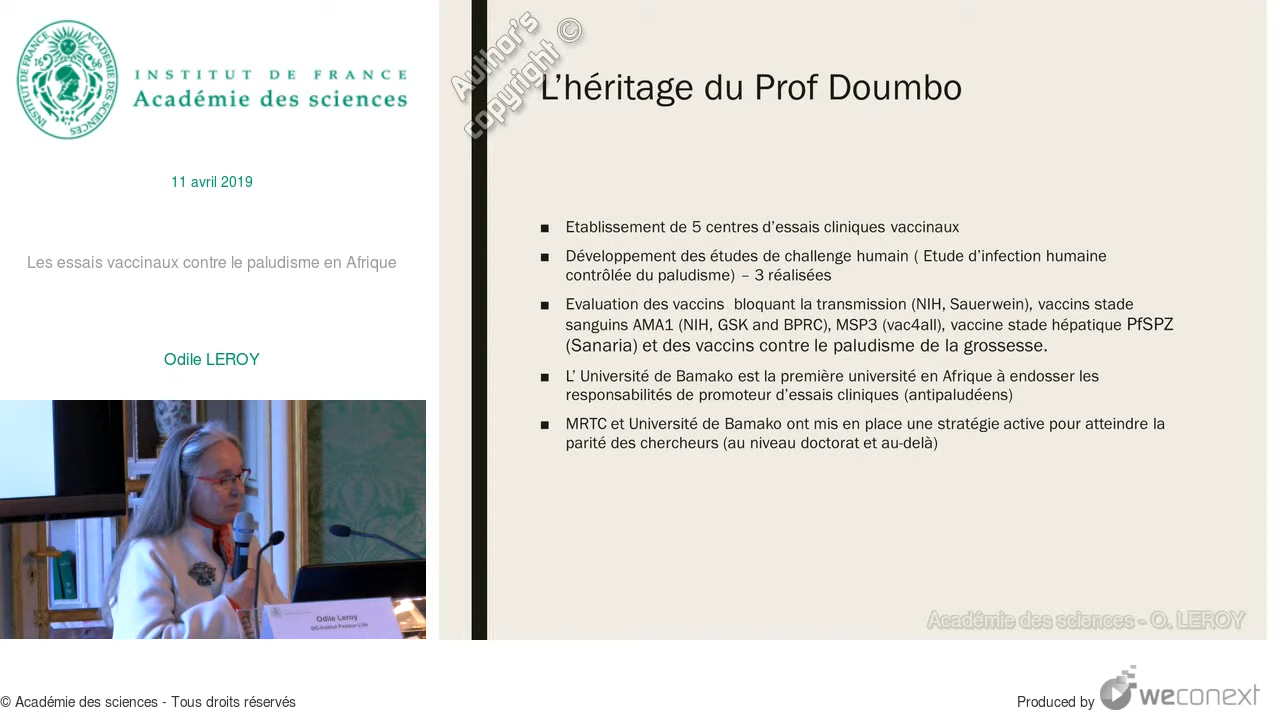 INSTITUT DE FRANCE
Académie des sciences
11 avril 2019
Les essais vaccinaux contre le paludisme en Afrique
Odile LEROY
Odile Leroy
Author's
copyright ©
L'héritage du Prof Doumbo
■ Etablissement de 5 centres d'essais cliniques vaccinaux
■ Développement des études de challenge humain ( Etude d'infection humaine
contrôlée du paludisme) – 3 réalisées
■ Evaluation des vaccins  bloquant la transmission (NIH, Sauerwein), vaccins stade
sanguins AMA1 (NIH, GSK and BPRC), MSP3 (vac4all), vaccine stade hépatique PfSPZ
(Sanaria) et des vaccins contre le paludisme de la grossesse.
■ L' Université de Bamako est la première université en Afrique à endosser les
responsabilités de promoteur d'essais cliniques (antipaludéens)
■ MRTC et Université de Bamako ont mis en place une stratégie active pour atteindre la
parité des chercheurs (au niveau doctorat et au-delà)
Académie des sciences - O. LEROY
© Académie des sciences - Tous droits réservés
Produced by weconext